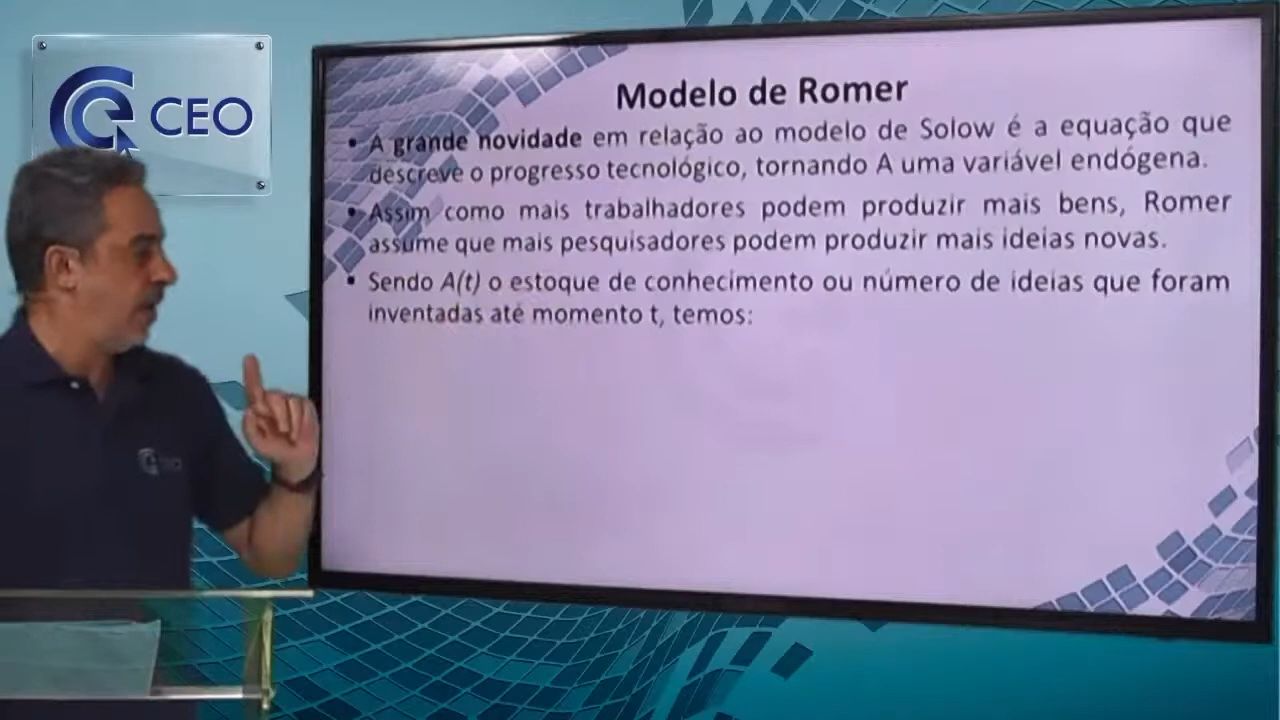 CEO
Modelo de Romer
• A grande novidade em relação ao modelo de Solow é a equação que
descreve o progresso tecnológico, tornando A uma variável endógena.
• Assim como mais trabalhadores podem produzir mais bens, Romer
assume que mais pesquisadores podem produzir mais ideias novas.
• Sendo A(t) o estoque de conhecimento ou número de ideias que foram
inventadas até momento t, temos: